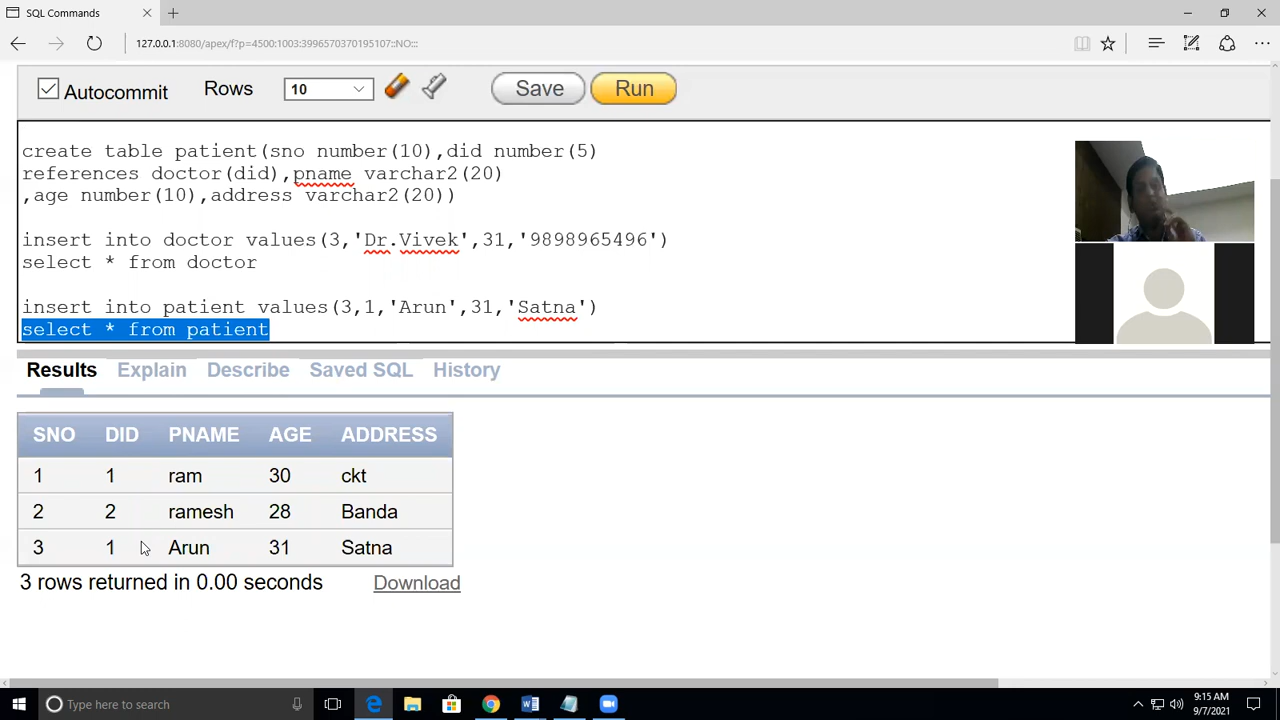 SQL Commands
127.0.0.1:8080/apex/f?p=4500:1003:3996570370195107::NO:::
Autocommit Rows 10 Save Run
create table patient(sno number(10),did number(5)
references doctor(did),pname varchar2(20)
,age number(10),address varchar2(20))
insert into doctor values(3,'Dr.Vivek',31,'9898965496')
select * from doctor
insert into patient values(3,1,'Arun',31,'Satna')
select * from patient
Results Explain Describe Saved SQL History
SNO DID PNAME AGE ADDRESS
1 1 ram 30 ckt
2 2 ramesh 28 Banda
3 1 Arun 31 Satna
3 rows returned in 0.00 seconds Download
Type here to search
9:15 AM
9/7/2021